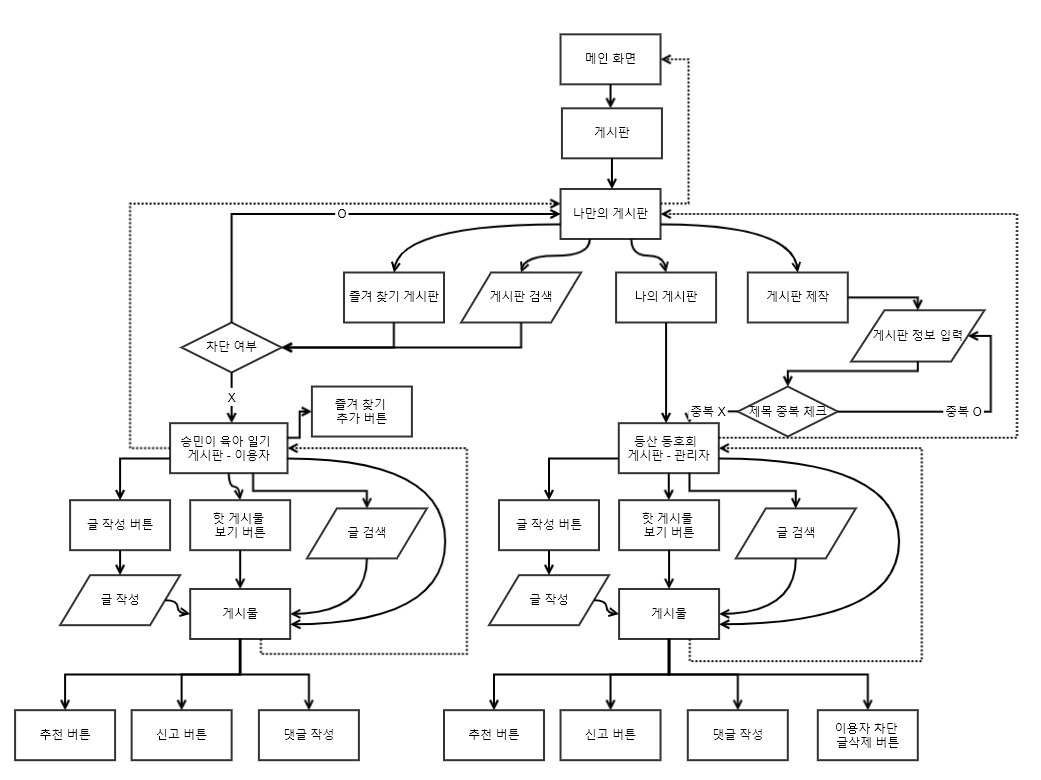 메인 화면
게시판
나만의 게시판
O
즐겨 찾기 게시판
게시판 검색
나의 게시판
게시판 제작
게시판 정보 입력
차단 여부
X
즐겨 찾기
추가 버튼
중복 X
제목 중복 체크
중복 O
승민이 육아 일기
게시판 - 이용자
등산 동호회
게시판 - 관리자
글 작성 버튼
핫 게시물
보기 버튼
글 검색
글 작성 버튼
핫 게시물
보기 버튼
글 검색
글 작성
게시물
글 작성
게시물
추천 버튼
신고 버튼
댓글 작성
추천 버튼
신고 버튼
댓글 작성
이용자 차단
글삭제 버튼